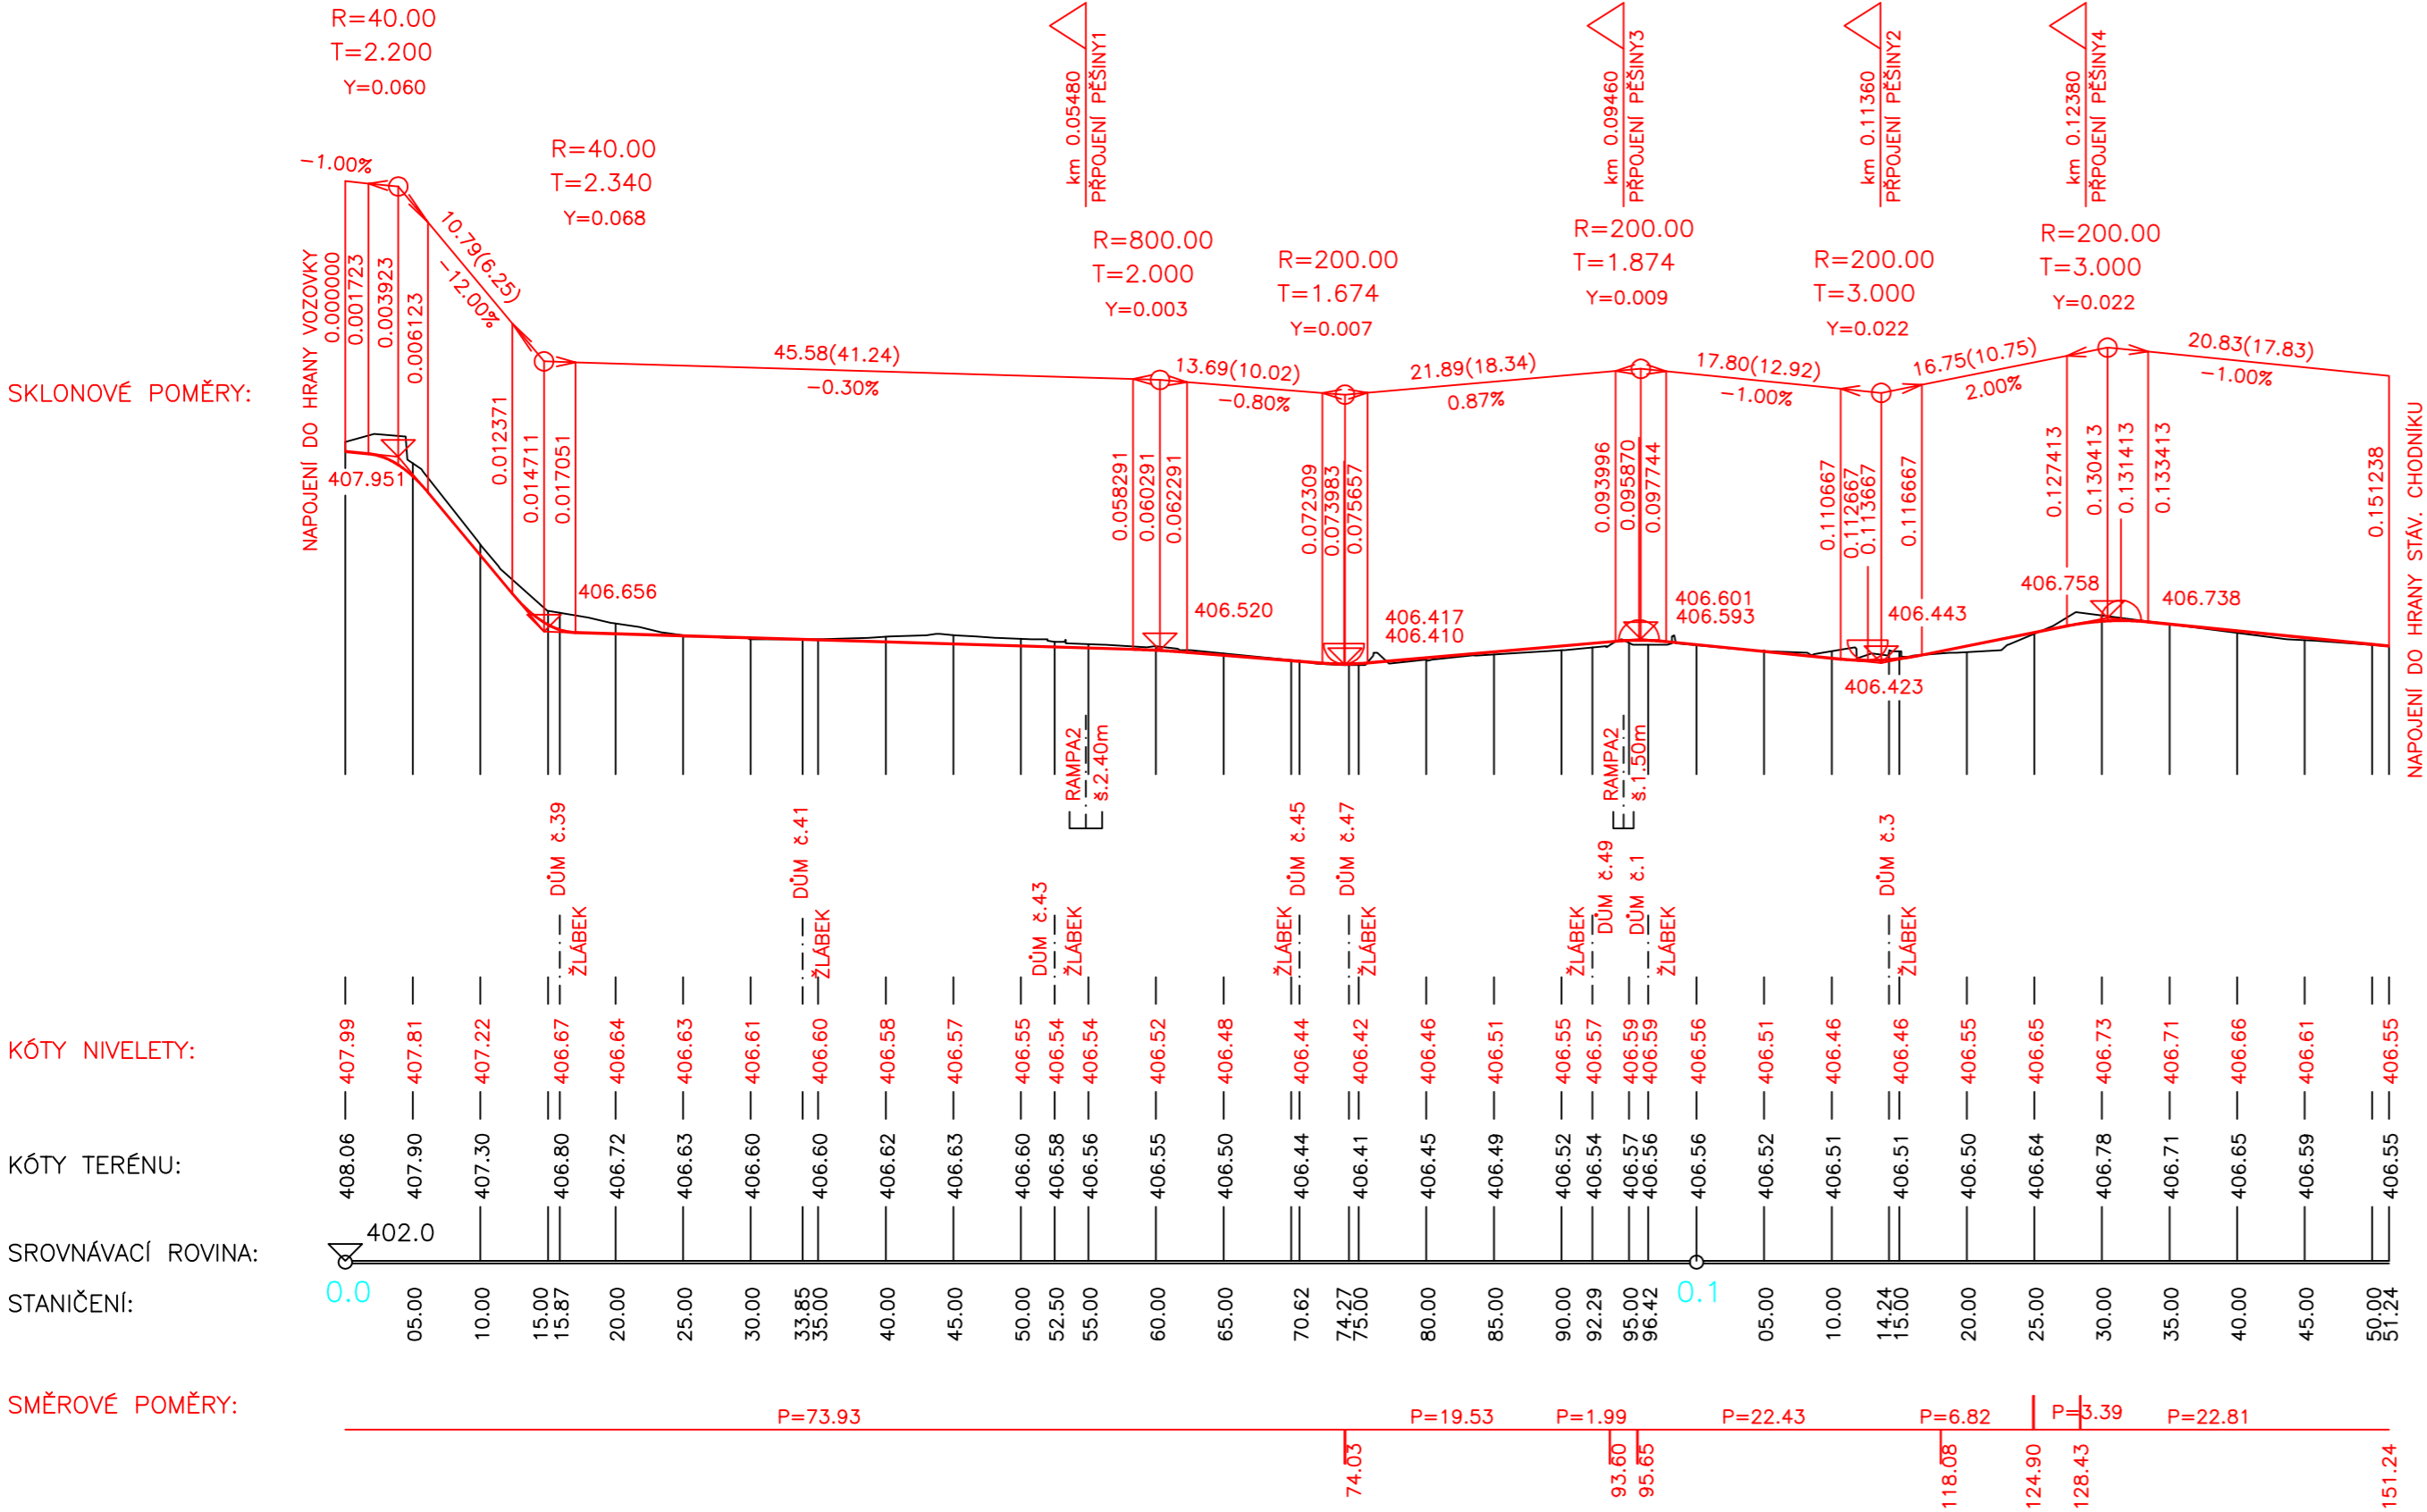 R=40.00
T=2.200
Y=0.060
R=40.00
T=2.340
Y=0.068
km 0.05480
PŘPOJENÍ PĚŠINY1
km 0.09460
PŘPOJENÍ PĚŠINY3
km 0.11360
PŘPOJENÍ PĚŠINY2
km 0.12380
PŘPOJENÍ PĚŠINY4
R=800.00
T=2.000
Y=0.003
R=200.00
T=1.674
Y=0.007
R=200.00
T=1.874
Y=0.009
R=200.00
T=3.000
Y=0.022
R=200.00
T=3.000
Y=0.022
SKLONOVÉ POMĚRY:
-1.00%
10.79(6.25)
-12.00%
45.58(41.24)
-0.30%
13.69(10.02)
-0.80%
21.89(18.34)
0.87%
17.80(12.92)
-1.00%
16.75(10.75)
2.00%
20.83(17.83)
-1.00%
NAPOJENÍ DO HRANY VOZOVKY
0.000000
0.001723
0.003923
0.006123
0.012371
0.014711
0.017051
0.058291
0.060291
0.062291
0.072309
0.073983
0.075657
0.093996
0.095870
0.097744
0.110667
0.112667
0.113667
0.116667
0.127413
0.130413
0.131413
0.133413
0.151238
NAPOJENÍ DO HRANY STÁV. CHODNÍKU
407.951
406.656
406.520
406.417
406.410
406.601
406.593
406.443
406.423
406.758
406.738
RAMPA2
š.2.40m
RAMPA2
š.1.50m
DŮM č.39
ŽLÁBEK
DŮM č.41
ŽLÁBEK
DŮM č.43
ŽLÁBEK
DŮM č.45
ŽLÁBEK
DŮM č.47
ŽLÁBEK
ŽLÁBEK
DŮM č.49
DŮM č.1
ŽLÁBEK
DŮM č.3
ŽLÁBEK
KÓTY NIVELETY:
407.99
407.81
407.22
406.67
406.64
406.63
406.61
406.60
406.58
406.57
406.55
406.54
406.54
406.52
406.48
406.44
406.42
406.46
406.51
406.55
406.57
406.59
406.59
406.56
406.51
406.46
406.46
406.55
406.65
406.73
406.71
406.66
406.61
406.55
KÓTY TERÉNU:
408.06
407.90
407.30
406.80
406.72
406.63
406.60
406.60
406.62
406.63
406.60
406.58
406.56
406.55
406.50
406.44
406.41
406.45
406.49
406.52
406.54
406.57
406.56
406.56
406.52
406.51
406.51
406.50
406.64
406.78
406.71
406.65
406.59
406.55
SROVNÁVACÍ ROVINA:
402.0
STANIČENÍ:
0.0
05.00
10.00
15.00
15.87
20.00
25.00
30.00
33.85
35.00
40.00
45.00
50.00
52.50
55.00
60.00
65.00
70.62
74.27
75.00
80.00
85.00
90.00
92.29
95.00
96.42
0.1
05.00
10.00
14.24
15.00
20.00
25.00
30.00
35.00
40.00
45.00
50.00
51.24
SMĚROVÉ POMĚRY:
P=73.93
P=19.53
P=1.99
P=22.43
P=6.82
P=3.39
P=22.81
74.03
93.60
95.65
118.08
124.90
128.43
151.24